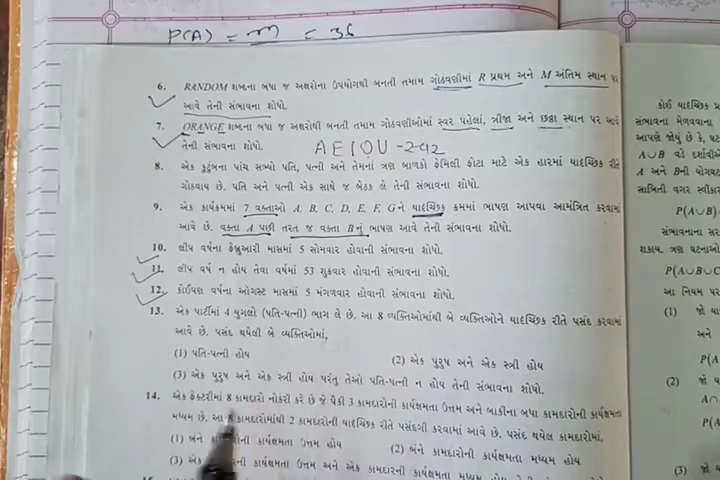 P(A) = m = 36
6. RANDOM શબ્દના બધા જ અક્ષરોના ઉપયોગથી બનતી તમામ ગોઠવણીમાં R પ્રથમ અને M અંતિમ સ્થાન પર
આવે તેની સંભાવના શોધો.
7. ORANGE શબ્દના બધા જ અક્ષરોથી બનતી તમામ ગોઠવણીઓમાં સ્વર પહેલાં, ત્રીજા અને છઠ્ઠા સ્થાન પર આવે
તેની સંભાવના શોધો.
AEIOU - સ્વર
8. એક કુટુંબના પાંચ સભ્યો પતિ, પત્ની અને તેમનાં ત્રણ બાળકો ફેમિલી ફોટા માટે એક હારમાં યાદચ્છિક રીતે
ગોઠવાય છે. પતિ અને પત્ની એક સાથે જ બેઠક લે તેની સંભાવના શોધો.
9. એક કાર્યક્રમમાં 7 વક્તાઓ A, B, C, D, E, F, G ને યાદચ્છિક ક્રમમાં ભાષણ આપવા આમંત્રિત કરવામાં
આવે છે. વક્તા A પછી તરત જ વક્તા B નું ભાષણ આવે તેની સંભાવના શોધો.
10. લીપ વર્ષના ફેબ્રુઆરી માસમાં 5 સોમવાર હોવાની સંભાવના શોધો.
11. લીપ વર્ષ ન હોય તેવા વર્ષમાં 53 શુક્રવાર હોવાની સંભાવના શોધો.
12. કોઈપણ વર્ષના ઓગસ્ટ માસમાં 5 મંગળવાર હોવાની સંભાવના શોધો.
13. એક પાર્ટીમાં 4 યુગલો (પતિ-પત્ની) ભાગ લે છે. આ 8 વ્યક્તિઓમાંથી બે વ્યક્તિઓને યાદચ્છિક રીતે પસંદ કરવામાં
આવે છે. પસંદ થયેલી બે વ્યક્તિઓમાં,
(1) પતિ-પત્ની હોય (2) એક પુરુષ અને એક સ્ત્રી હોય
(3) એક પુરુષ અને એક સ્ત્રી હોય પરંતુ તેઓ પતિ-પત્ની ન હોય તેની સંભાવના શોધો.
14. એક ફેક્ટરીમાં 8 કામદારો નોકરી કરે છે જે પૈકી 3 કામદારોની કાર્યક્ષમતા ઉત્તમ અને બાકીના બધા કામદારોની કાર્યક્ષમતા
મધ્યમ છે. આ 8 કામદારોમાંથી 2 કામદારોની યાદચ્છિક રીતે પસંદગી કરવામાં આવે છે. પસંદ થયેલ કામદારોમાં,
(1) બંને કાર્યક્ષમતા ઉત્તમ હોય (2) બંને કામદારોની કાર્યક્ષમતા મધ્યમ હોય
(3) એક કાર્યક્ષમતા ઉત્તમ અને એક કામદારની કાર્યક્ષમતા મધ્યમ હોય
કોઈ યાદચ્છિક
સંભાવના મેળવવાના
આપણે જોયું છે કે,
A∪B વડે દર્શાવીએ
A અને B ની
સાબિતી વગર
P(A∪B)
સંભાવનાના
શકાય. ત્રણ ઘટનાઓ
P(A∪B∪C
આ નિયમ પર
(1) જો
અને
P(A
(2) જો
A∩
P(A
(3) જો